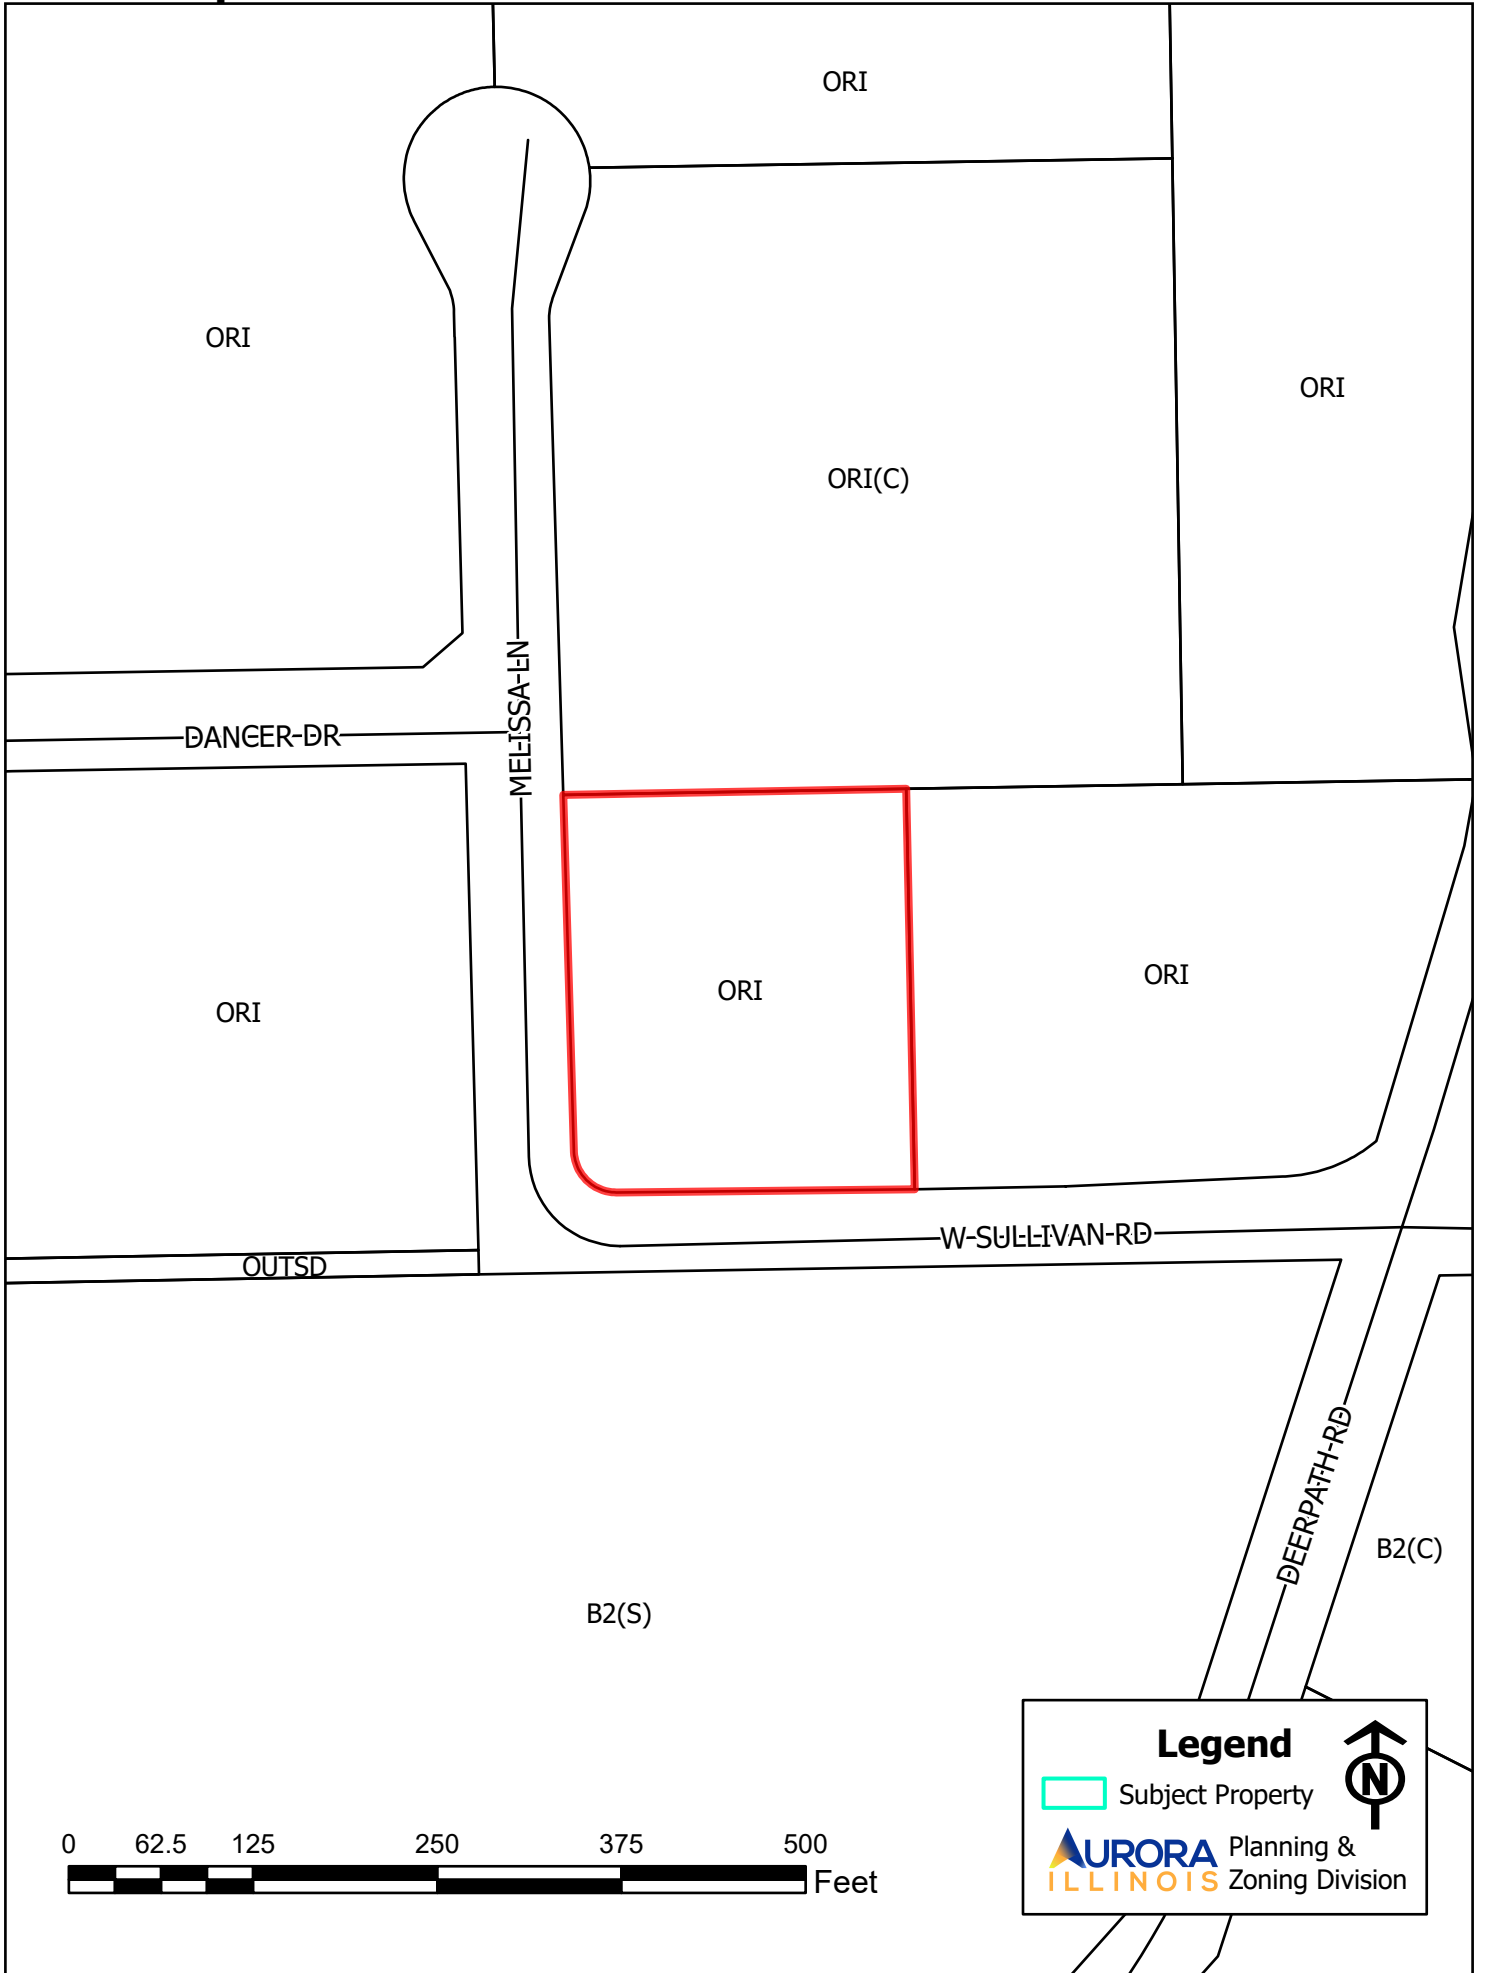 ORI
ORI
ORI
ORI(C)
MELISSA-LN
DANCER-DR
ORI
ORI
ORI
W-SULLIVAN-RD
OUTSD
DEERPATH-RD
B2(C)
B2(S)
Legend
N
Subject Property
AURORA
ILLINOIS
Planning &
Zoning Division
0 62.5 125 250 375 500
Feet